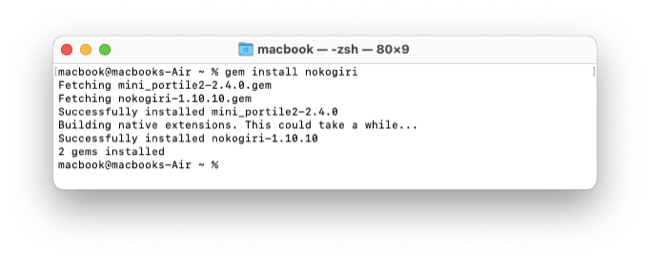 macbook — -zsh — 80×9
macbook@macbooks-Air ~ % gem install nokogiri
Fetching mini_portile2-2.4.0.gem
Fetching nokogiri-1.10.10.gem
Successfully installed mini_portile2-2.4.0
Building native extensions. This could take a while...
Successfully installed nokogiri-1.10.10
2 gems installed
macbook@macbooks-Air ~ %